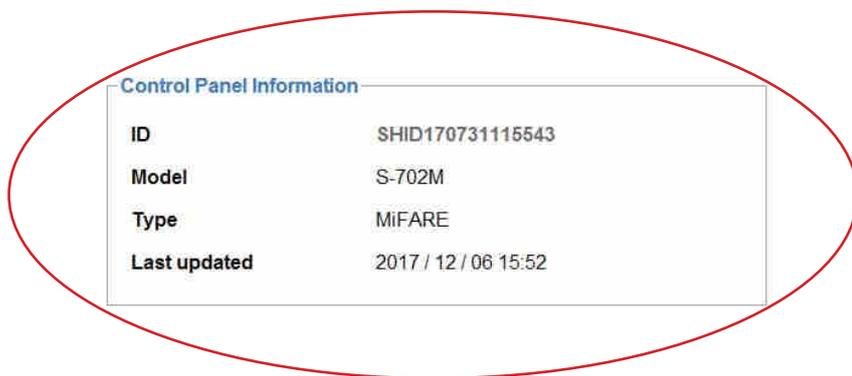 Control Panel Information
ID SHID170731115543
Model S-702M
Type MiFARE
Last updated 2017 / 12 / 06 15:52